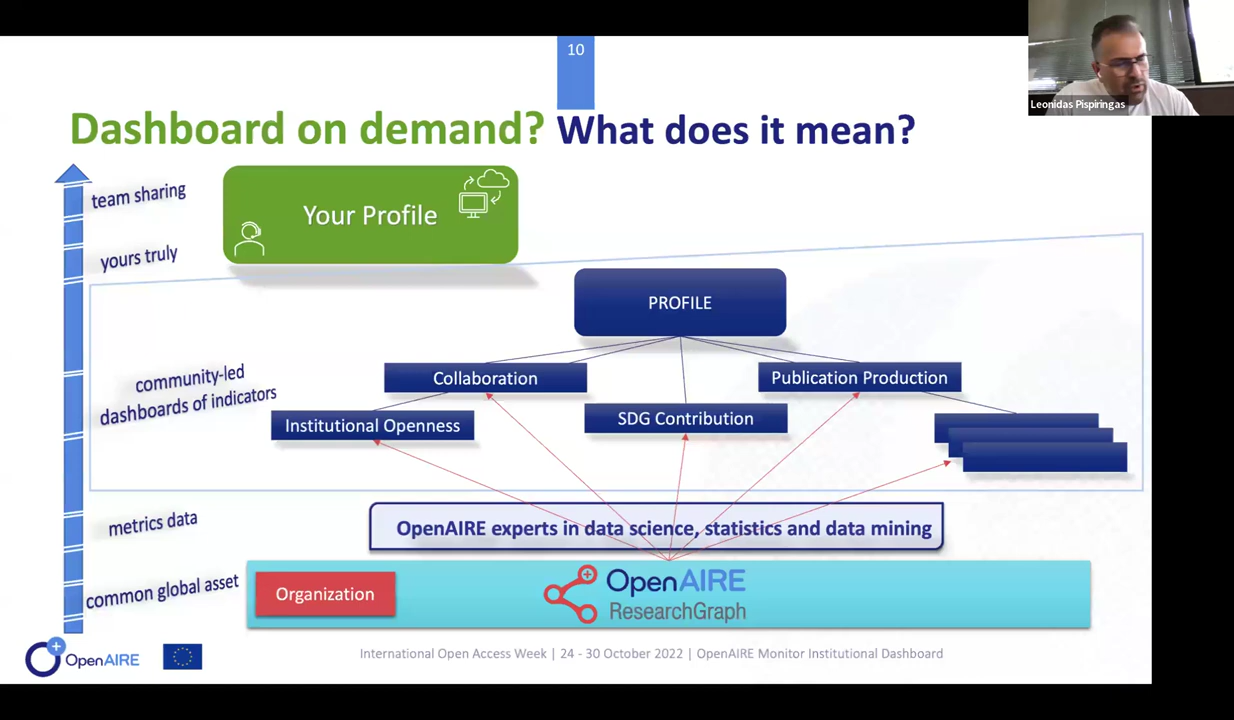 10
Leonidas Pispiringas
Dashboard on demand? What does it mean?
team sharing
Your Profile
yours truly
PROFILE
community-led
dashboards of indicators
Collaboration
Publication Production
Institutional Openness
SDG Contribution
metrics data
OpenAIRE experts in data science, statistics and data mining
common global asset
Organization
OpenAIRE
ResearchGraph
OpenAIRE
International Open Access Week | 24 - 30 October 2022 | OpenAIRE Monitor Institutional Dashboard